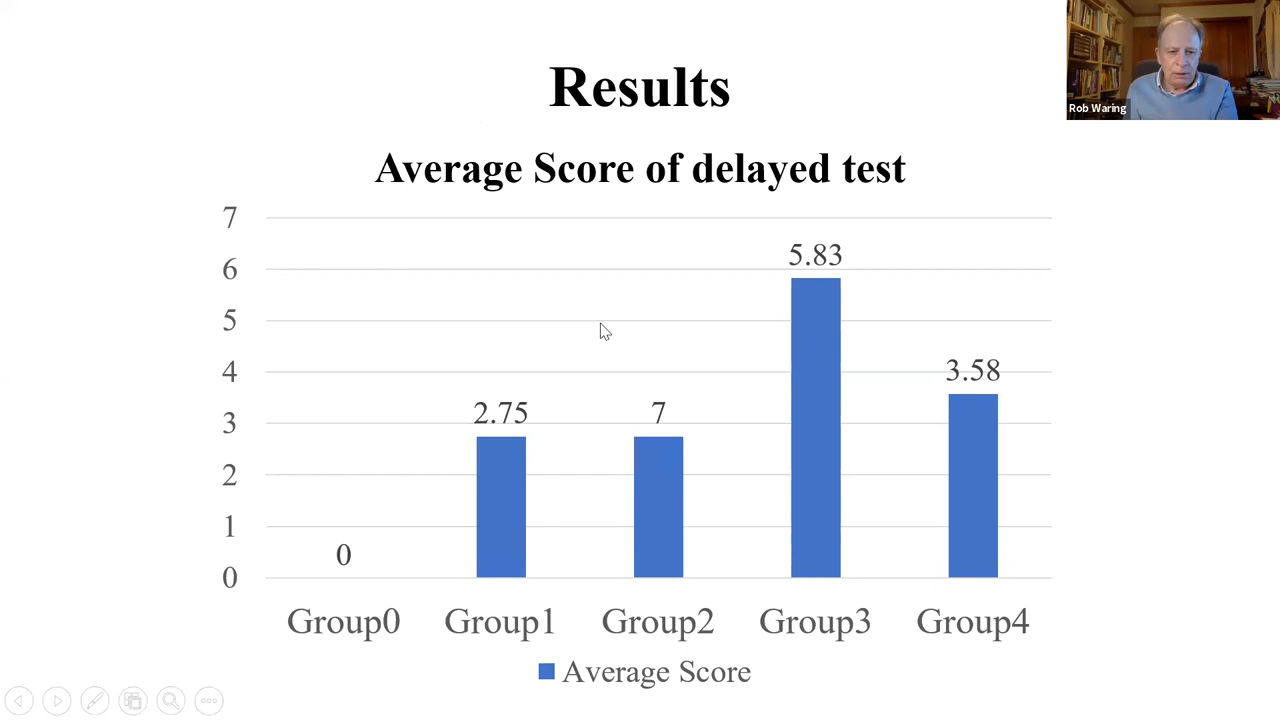 Results
Rob Waring
Average Score of delayed test
7
6
5
4
3
2
1
0
0
2.75
7
5.83
3.58
Group0 Group1 Group2 Group3 Group4
Average Score